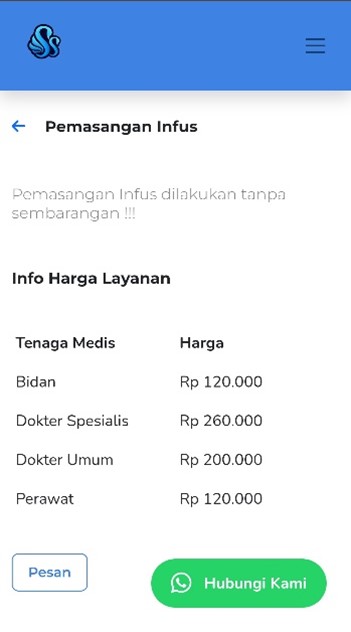 Pemasangan Infus
Pemasangan Infus dilakukan tanpa
sembarangan !!!
Info Harga Layanan
Tenaga Medis Harga
Bidan Rp 120.000
Dokter Spesialis Rp 260.000
Dokter Umum Rp 200.000
Perawat Rp 120.000
Pesan
Hubungi Kami